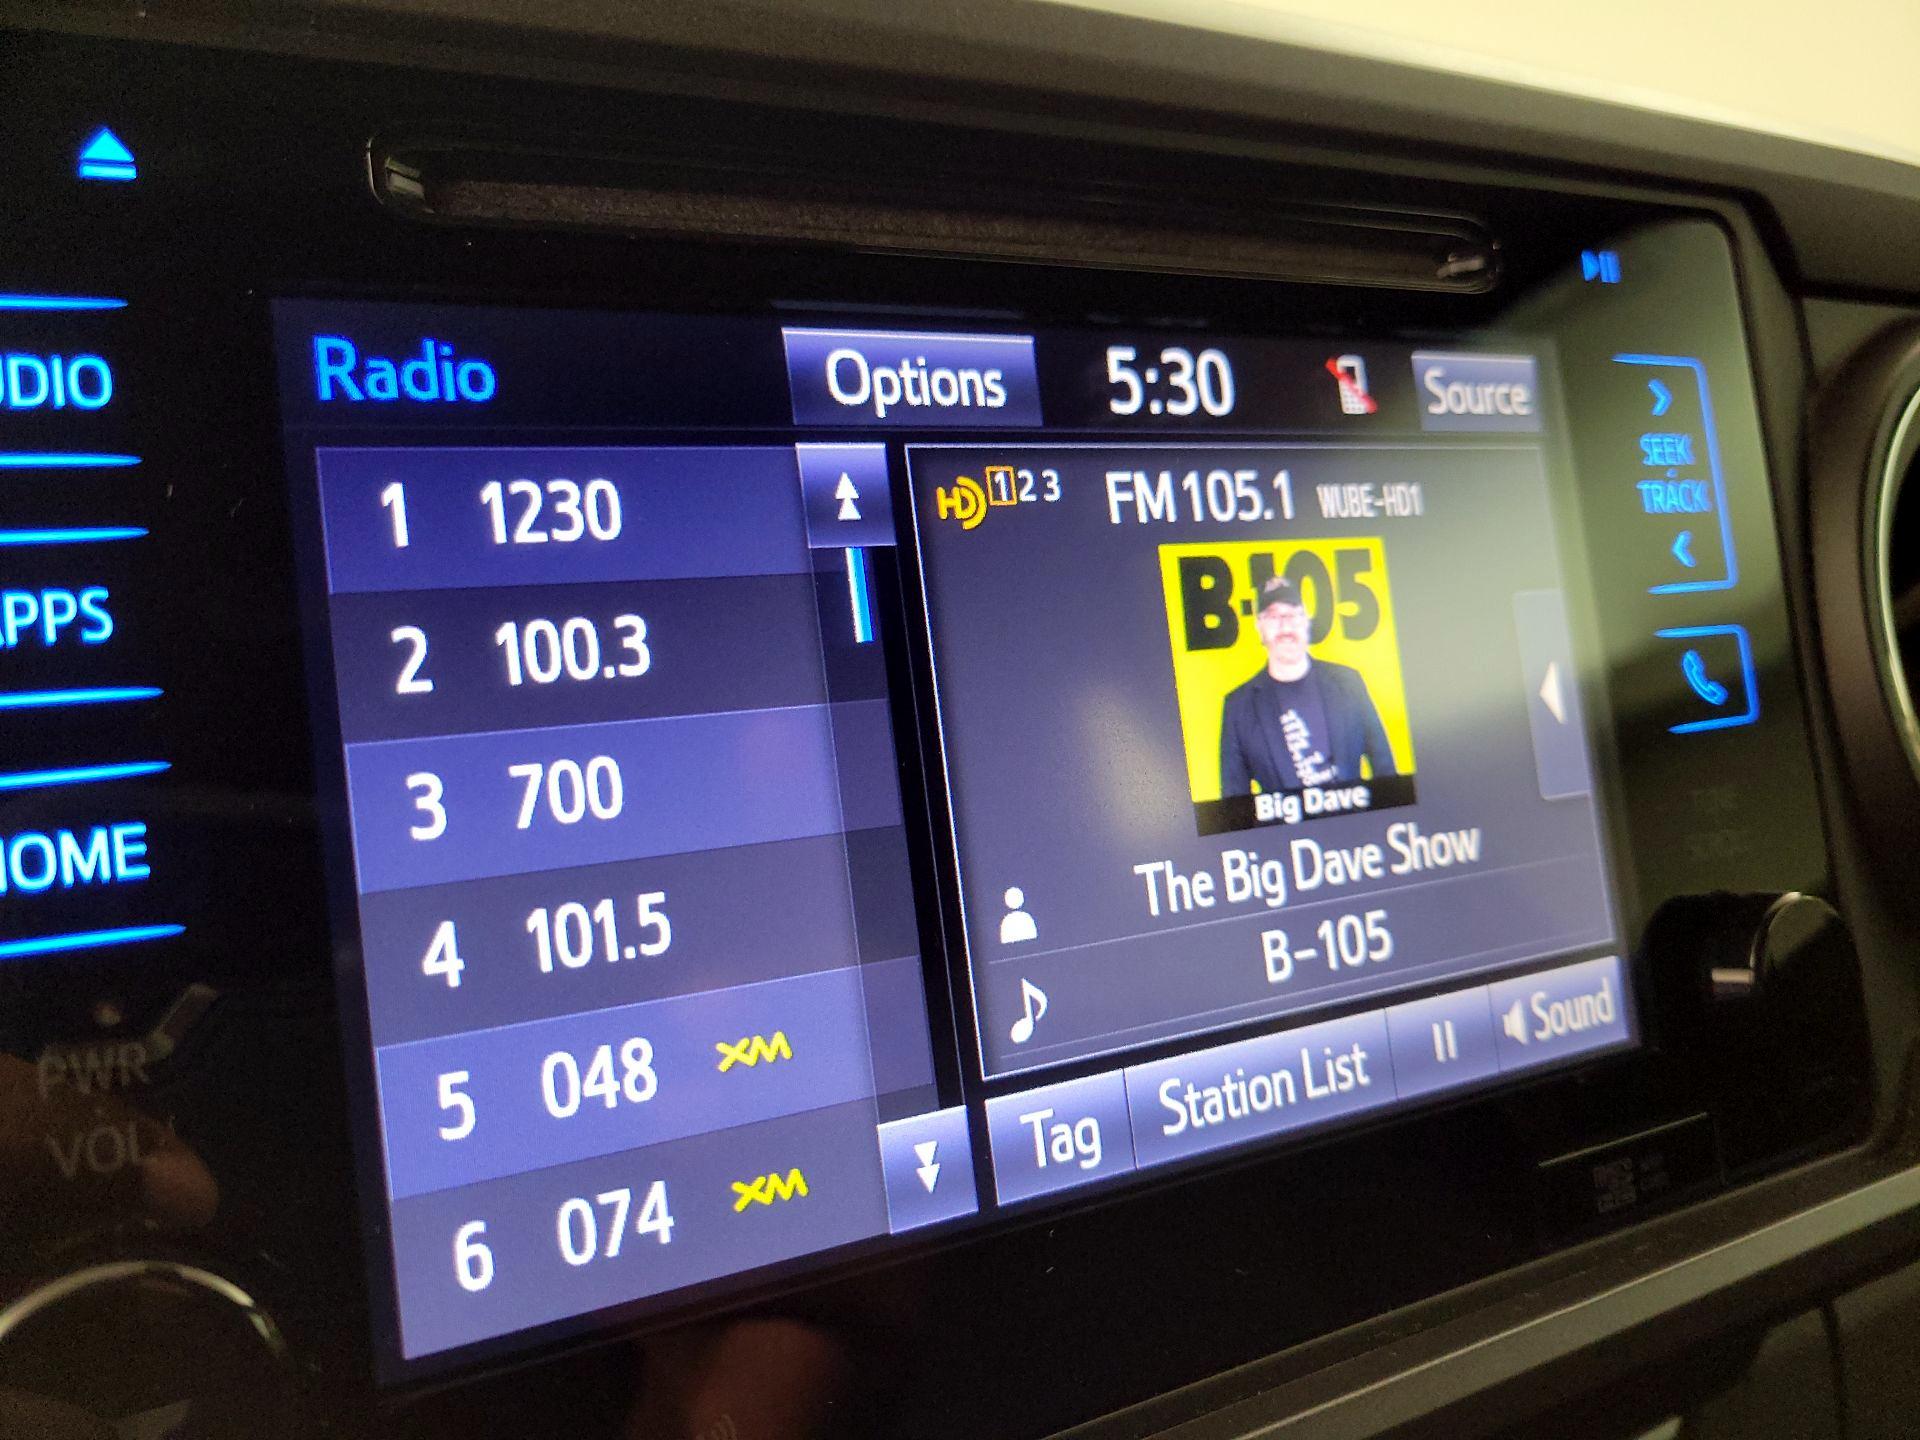 UDIO
APPS
HOME
PWR
VOL
Radio
Options
5:30
Source
1 1230
2 100.3
3 700
4 101.5
5 048 XM
6 074 XM
HD 1 2 3 FM 105.1 WUBE-HD1
B-105
Big Dave
The Big Dave Show
B-105
Tag
Station List
Sound
SEEK
TRACK